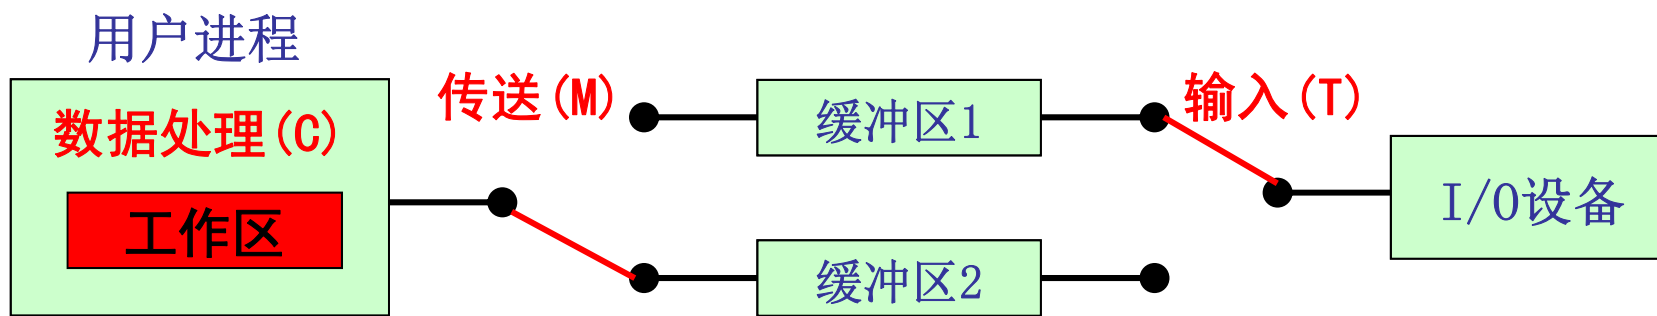 用户进程
数据处理(C)
工作区
传送(M)
缓冲区1
缓冲区2
输入(T)
I/O设备